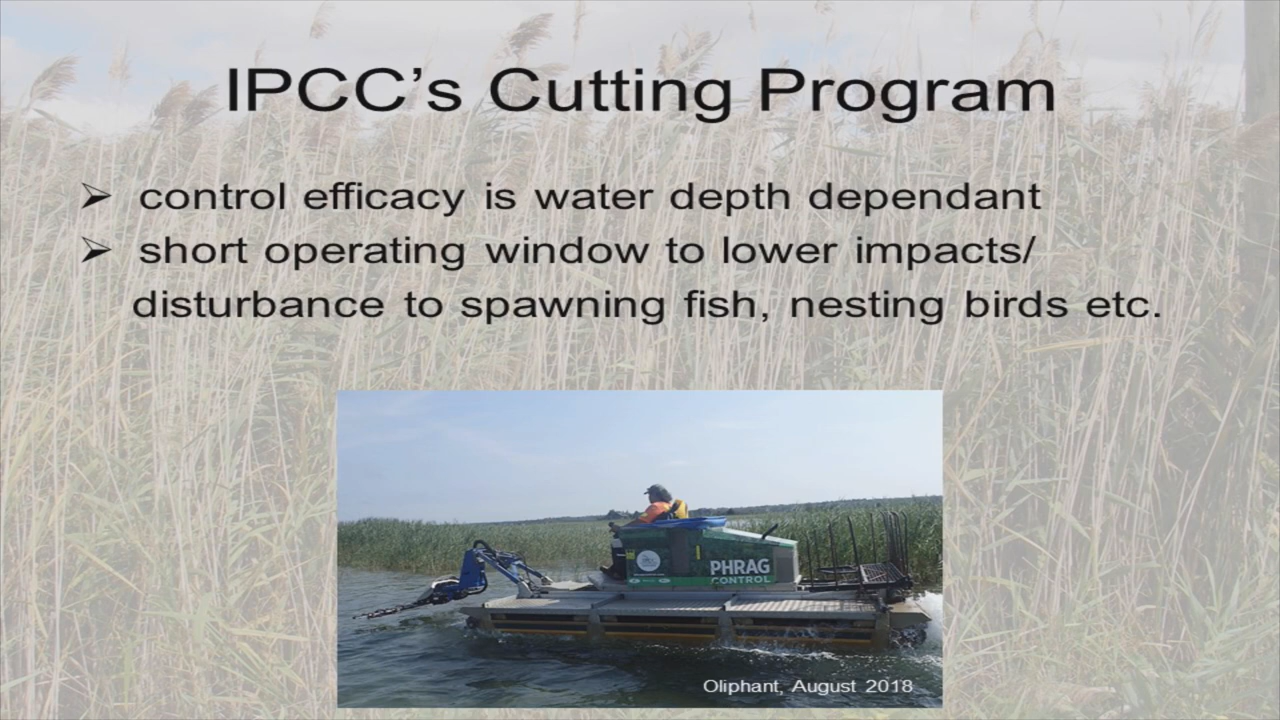 IPCC’s Cutting Program
➢ control efficacy is water depth dependant
➢ short operating window to lower impacts/
disturbance to spawning fish, nesting birds etc.
PHRAG
CONTROL
Oliphant, August 2018